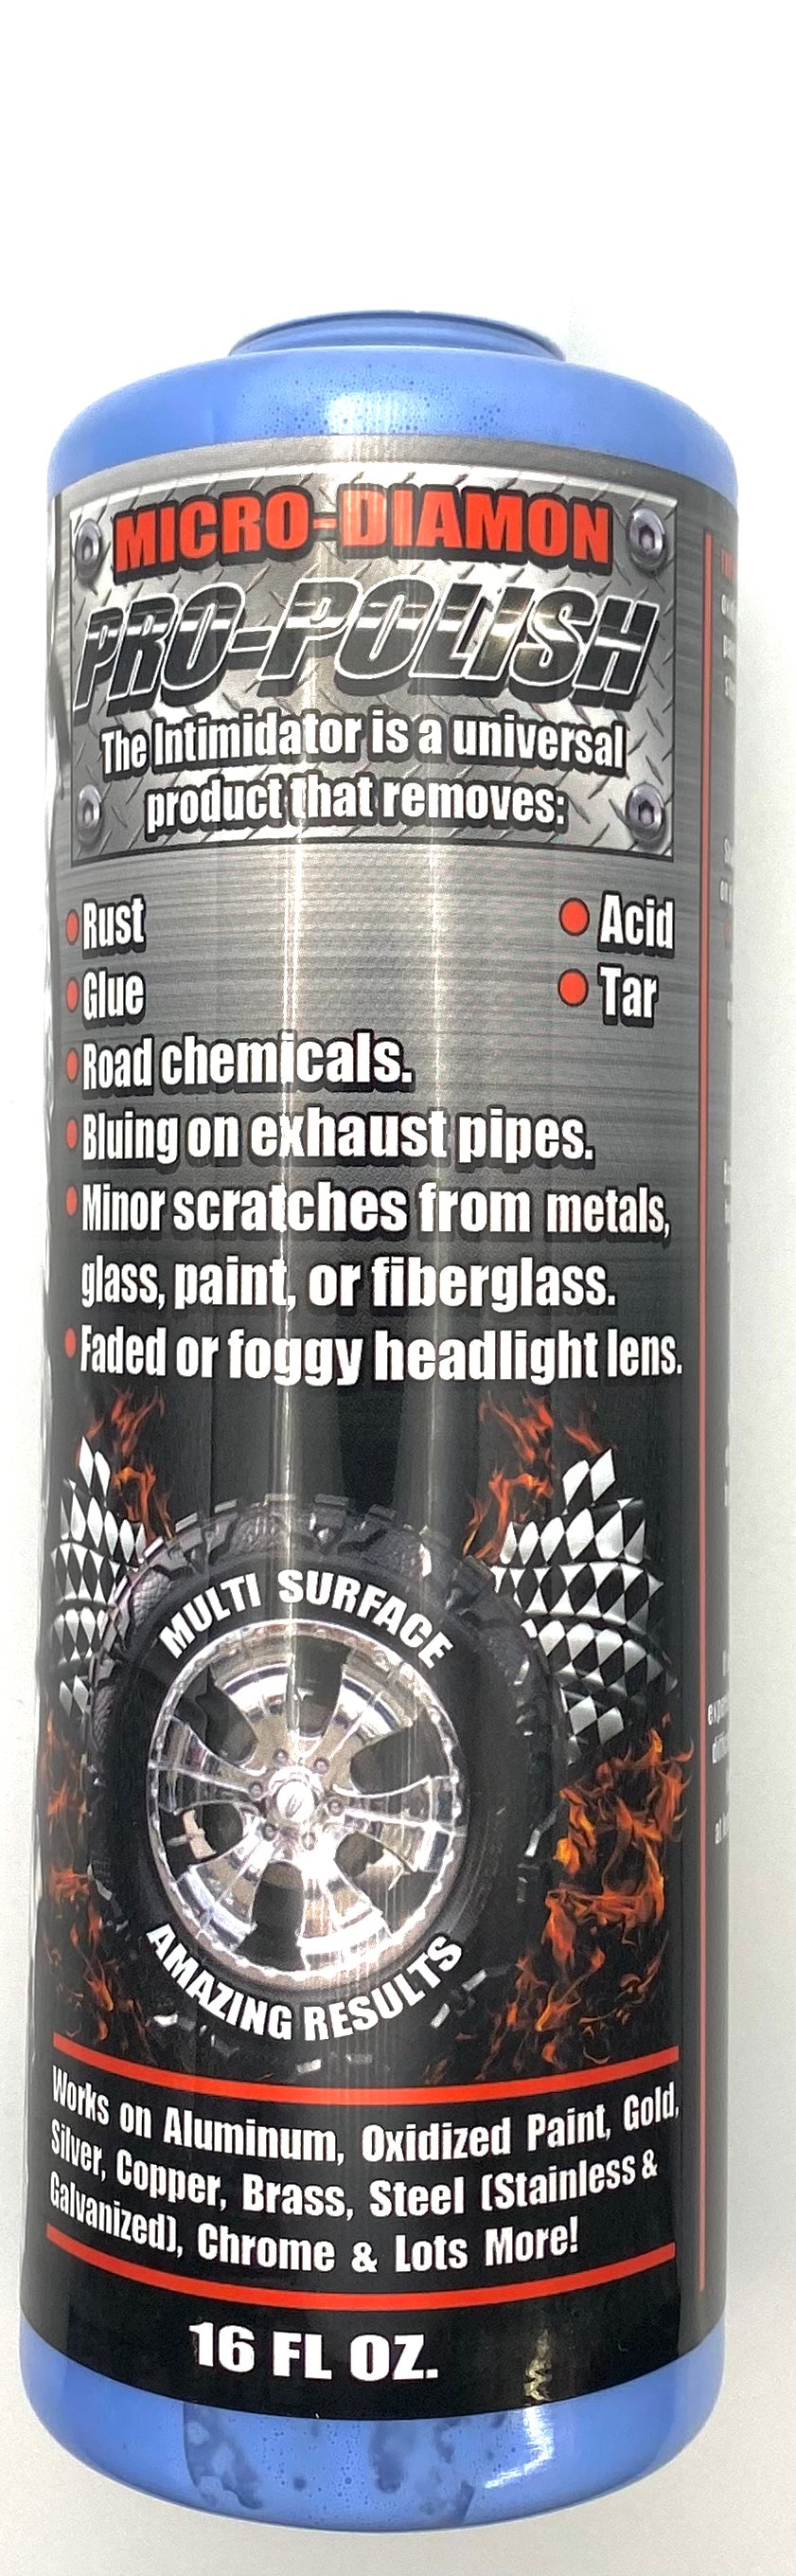 MICRO-DIAMON
PRO-POLISH
The Intimidator is a universal
product that removes:
• Rust
• Acid
• Glue
• Tar
• Road chemicals.
• Bluing on exhaust pipes.
• Minor scratches from metals,
glass, paint, or fiberglass.
• Faded or foggy headlight lens.
MULTI SURFACE
AMAZING RESULTS
Works on Aluminum, Oxidized Paint, Gold,
Silver, Copper, Brass, Steel (Stainless &
Galvanized), Chrome & Lots More!
16 FL OZ.